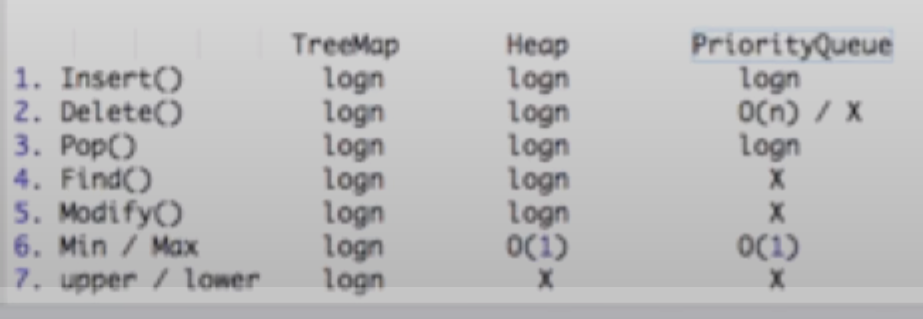 TreeMap Heap PriorityQueue
1. Insert() logn logn logn
2. Delete() logn logn O(n) / X
3. Pop() logn logn logn
4. Find() logn logn X
5. Modify() logn logn X
6. Min / Max logn O(1) O(1)
7. upper / lower logn X X